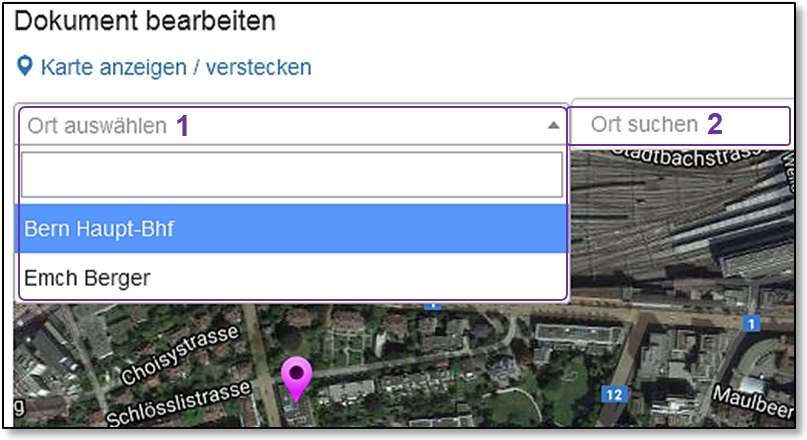 Dokument bearbeiten
Karte anzeigen / verstecken
Ort auswählen 1
Ort suchen 2
Stadtbachstrass
Bern Haupt-Bhf
Emch Berger
1
1
Choisystrasse
Schlösslistrasse
12
Maulbeer
g